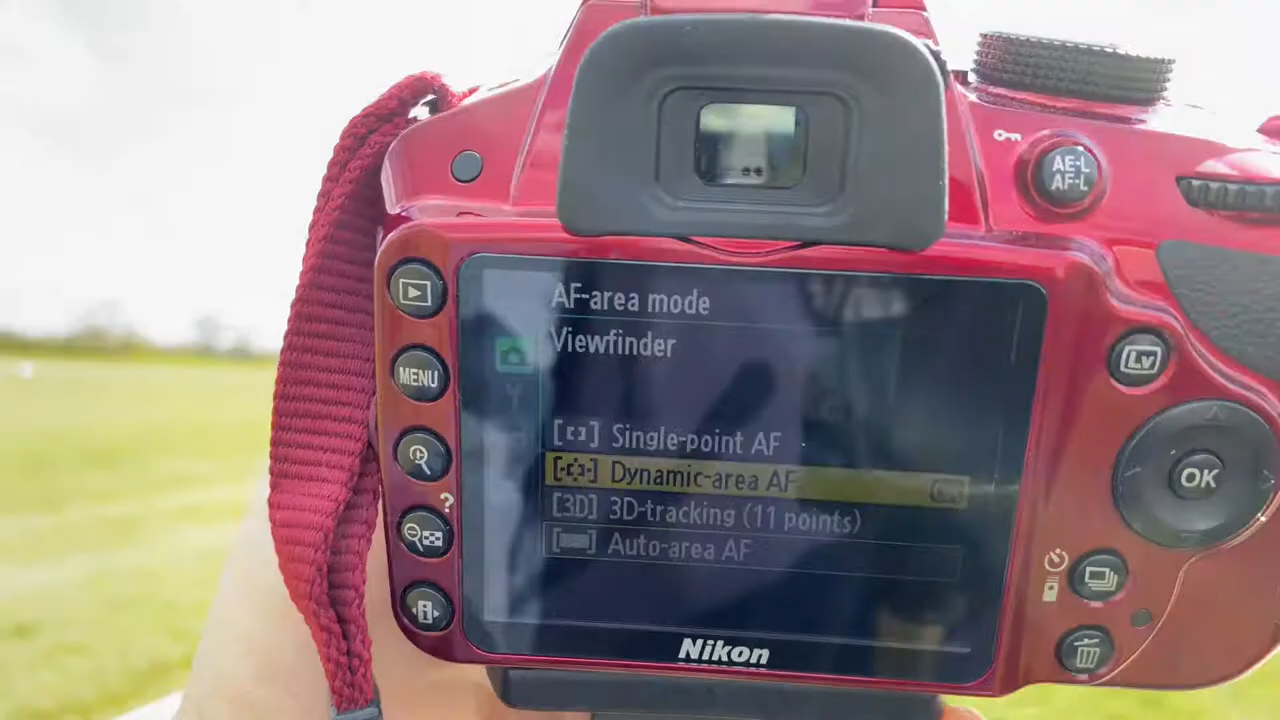 AE-L
AF-L
AF-area mode
Viewfinder
MENU
Lv
[3D]
Single-point AF
Dynamic-area AF
3D-tracking (11 points)
Auto-area AF
OK
?
i
Nikon